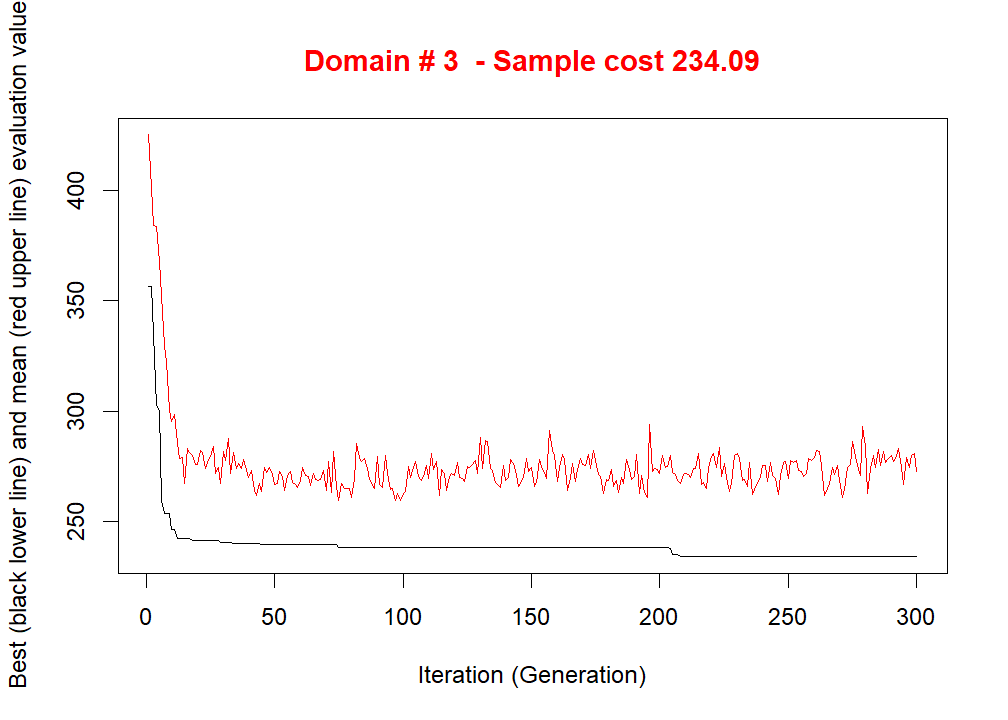 Domain # 3  - Sample cost 234.09
Best (black lower line) and mean (red upper line) evaluation value
400
350
300
250
0 50 100 150 200 250 300
Iteration (Generation)